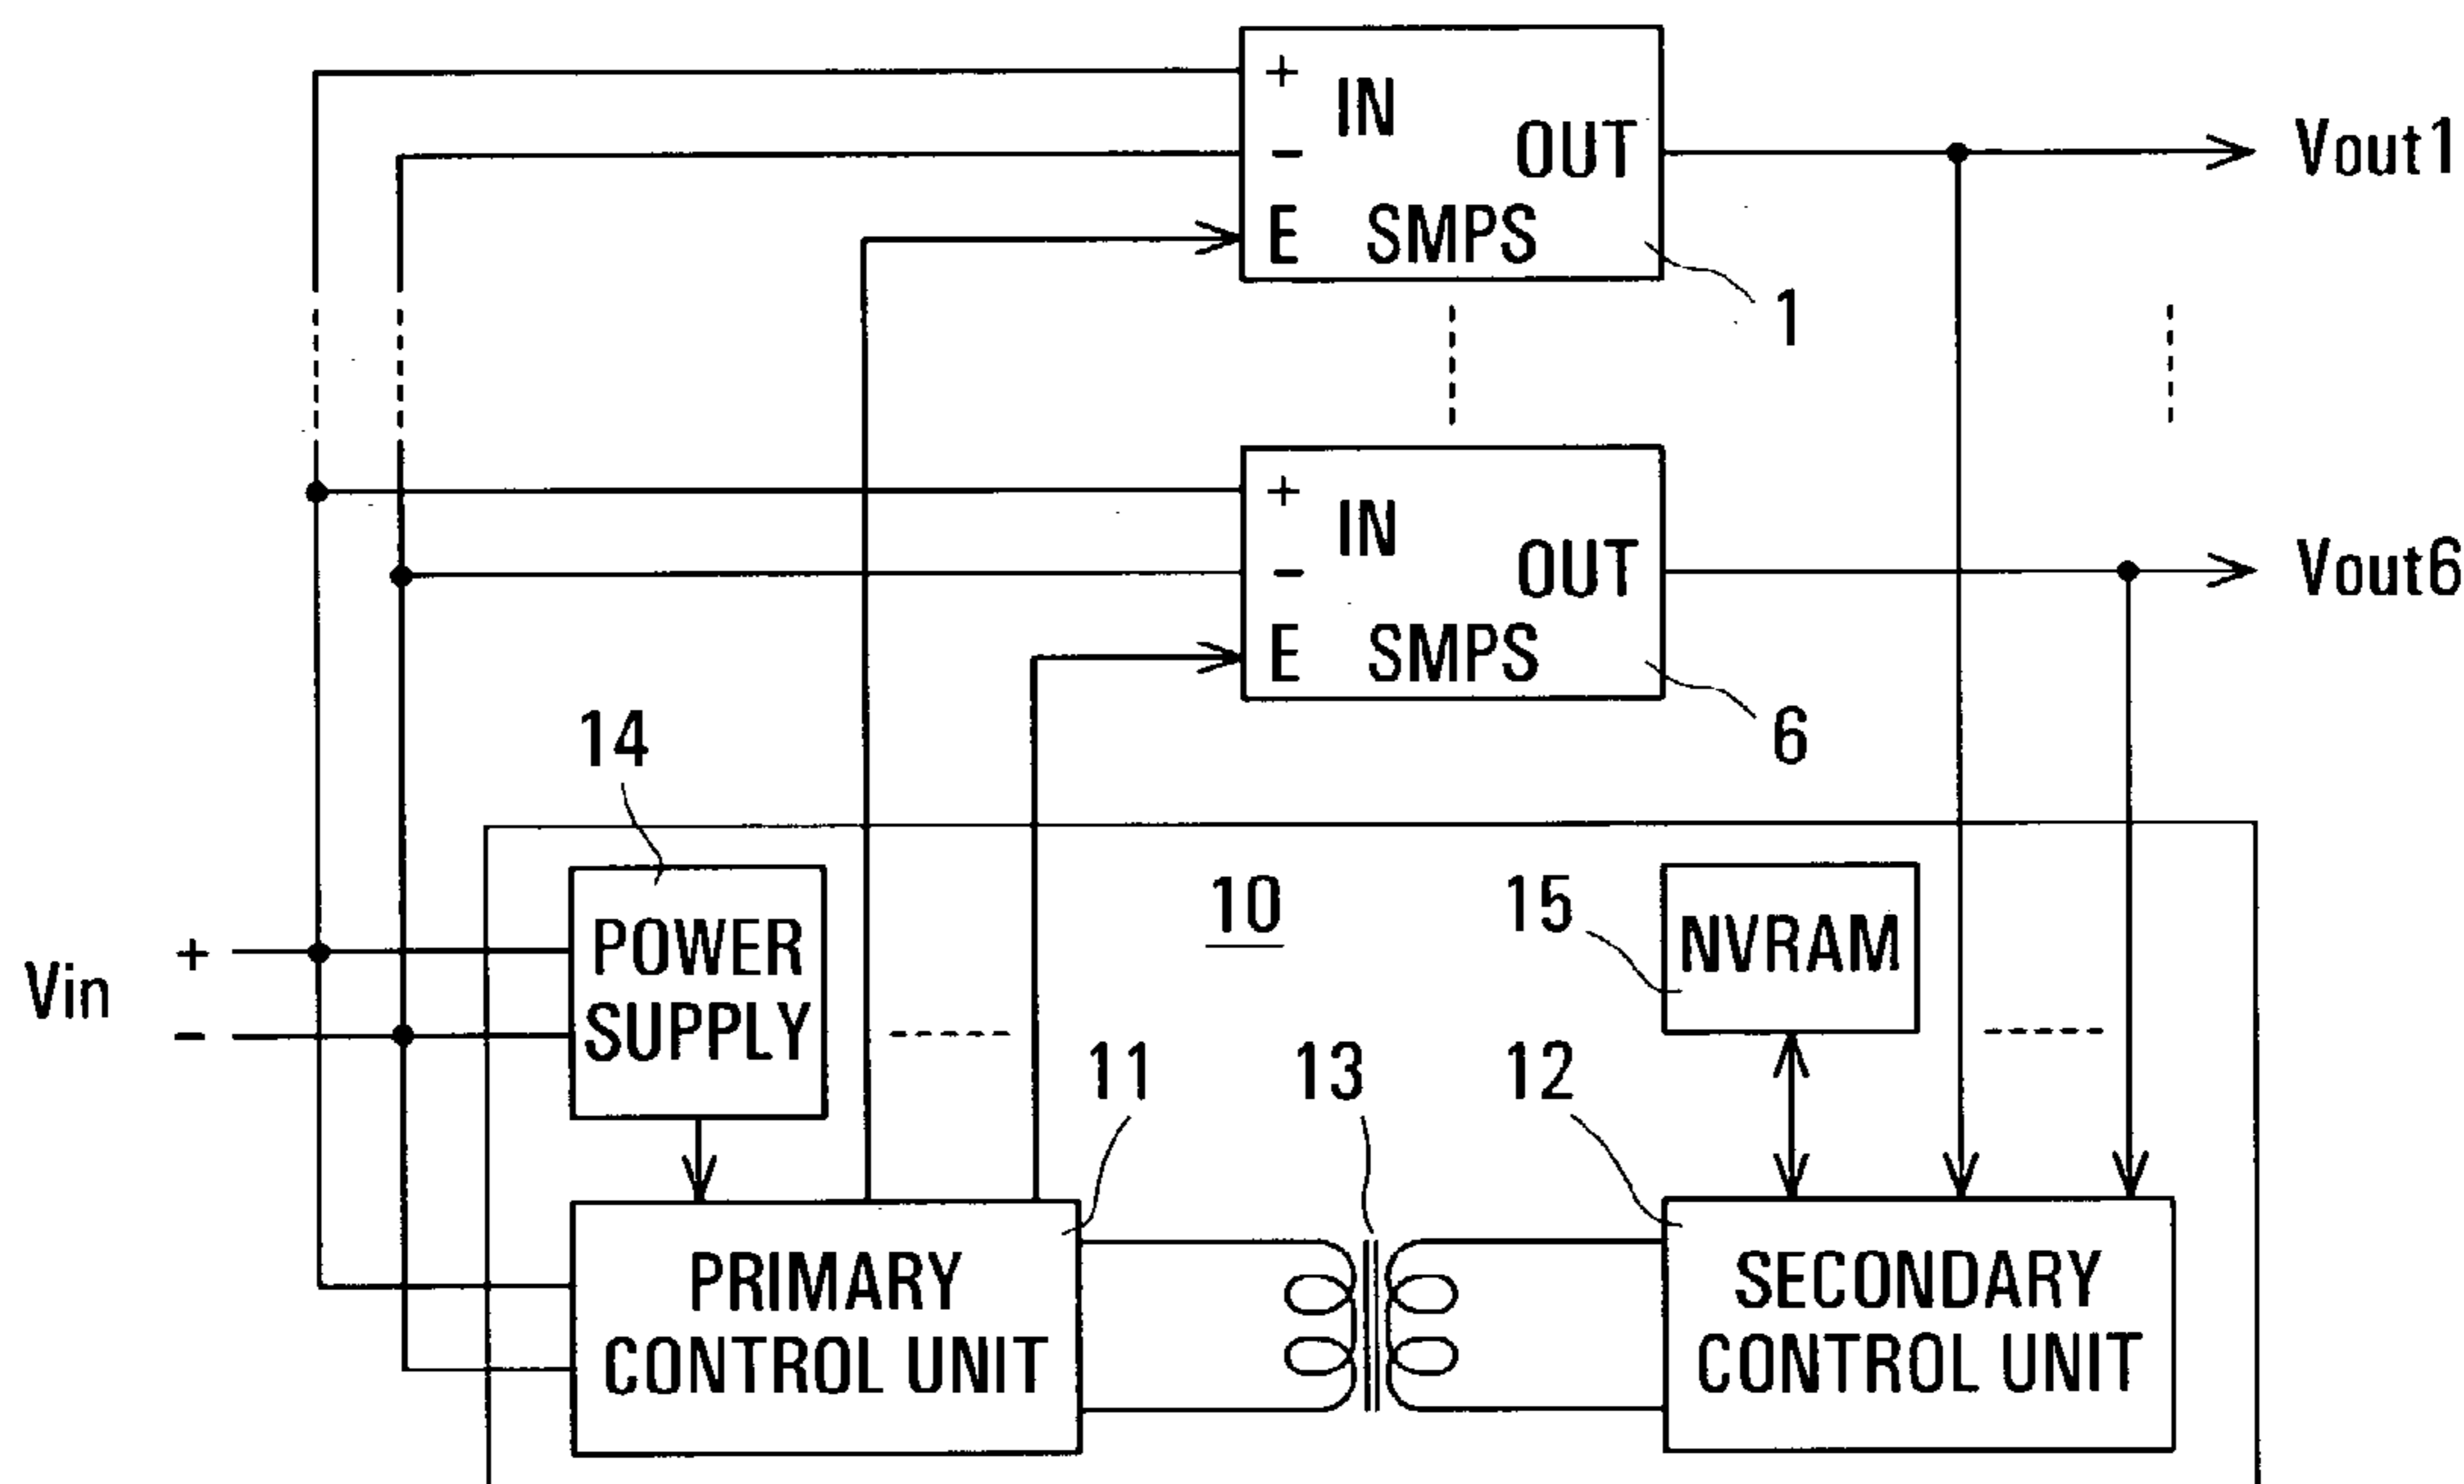 + IN
OUT
−
E SMPS
Vout1
1
+ IN
OUT
−
E SMPS
Vout6
6
14
10
15
POWER
SUPPLY
NVRAM
Vin
+
−
11
13
12
PRIMARY
CONTROL UNIT
SECONDARY
CONTROL UNIT